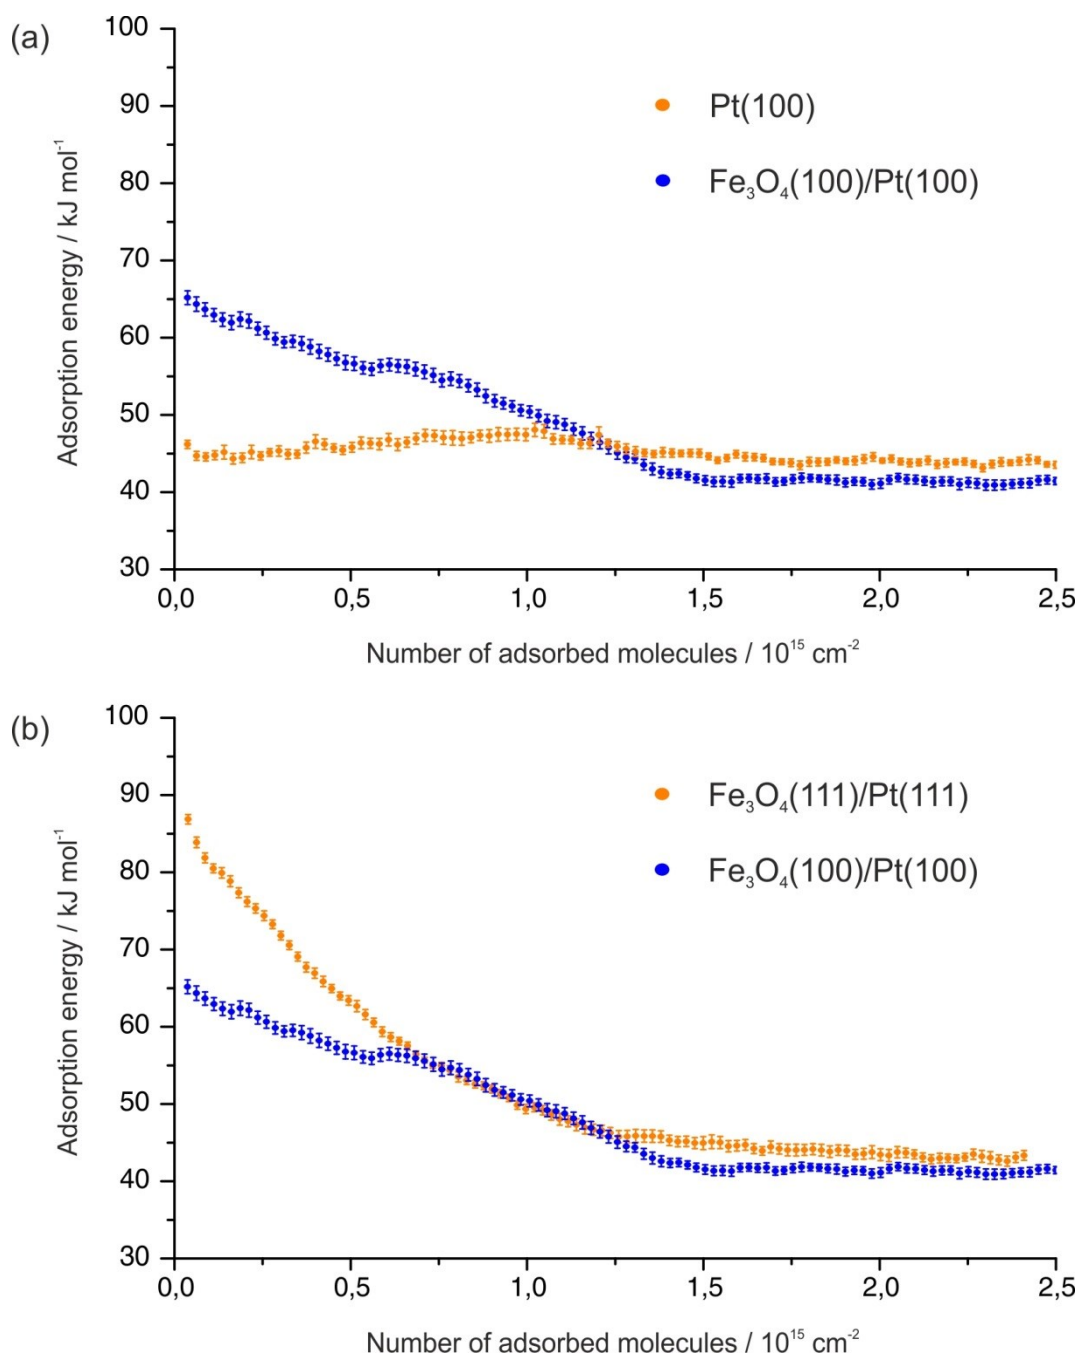 (a)
100
90
80
70
60
50
40
30
Adsorption energy / kJ mol⁻¹
Pt(100)
Fe₃O₄(100)/Pt(100)
0,0 0,5 1,0 1,5 2,0 2,5
Number of adsorbed molecules / 10¹⁵ cm⁻²
(b)
100
90
80
70
60
50
40
30
Adsorption energy / kJ mol⁻¹
Fe₃O₄(111)/Pt(111)
Fe₃O₄(100)/Pt(100)
0,0 0,5 1,0 1,5 2,0 2,5
Number of adsorbed molecules / 10¹⁵ cm⁻²